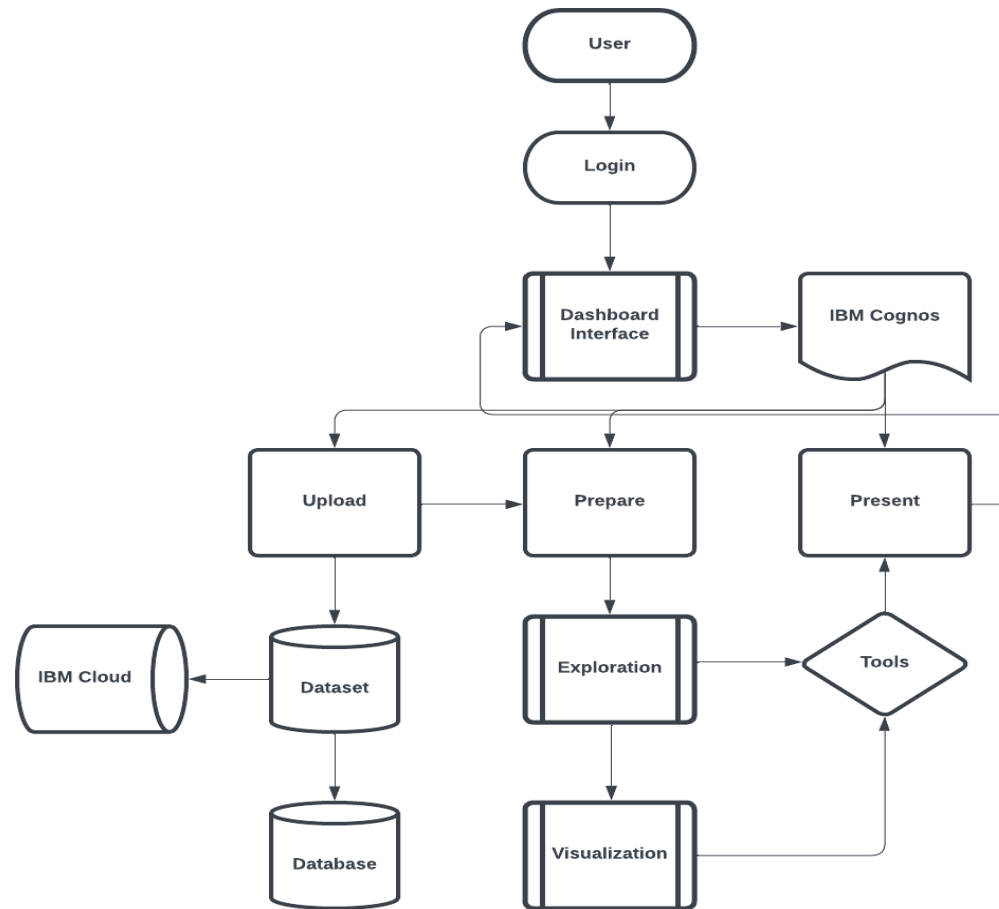 User
Login
Dashboard
Interface
IBM Cognos
Upload
Prepare
Present
IBM Cloud
Dataset
Exploration
Tools
Database
Visualization